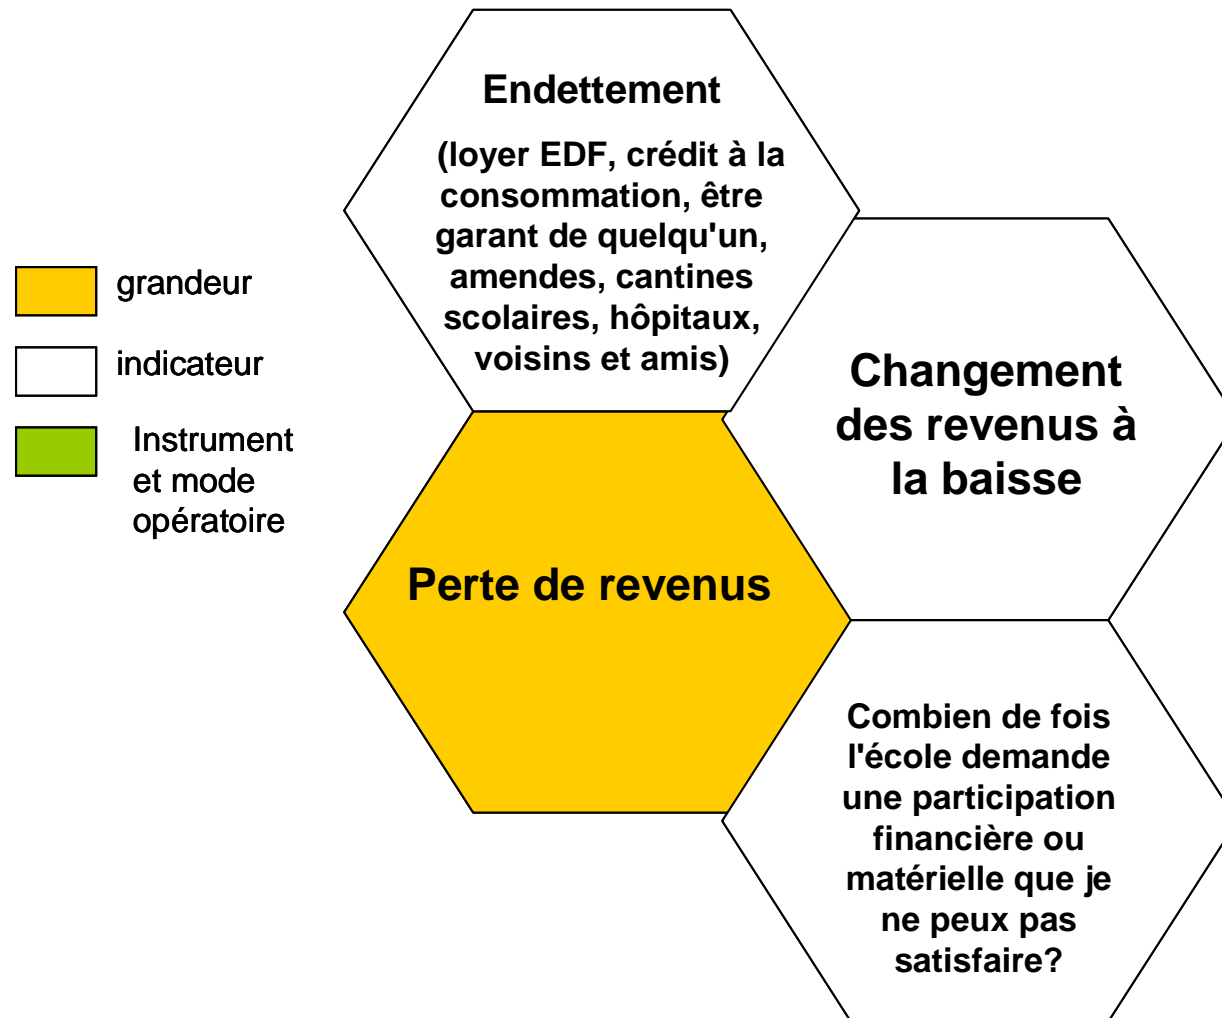 Endettement
(loyer EDF, crédit à la
consommation, être
garant de quelqu'un,
amendes, cantines
scolaires, hôpitaux,
voisins et amis)
grandeur
indicateur
Instrument
et mode
opératoire
Changement
des revenus à
la baisse
Perte de revenus
Combien de fois
l'école demande
une participation
financière ou
matérielle que je
ne peux pas
satisfaire?